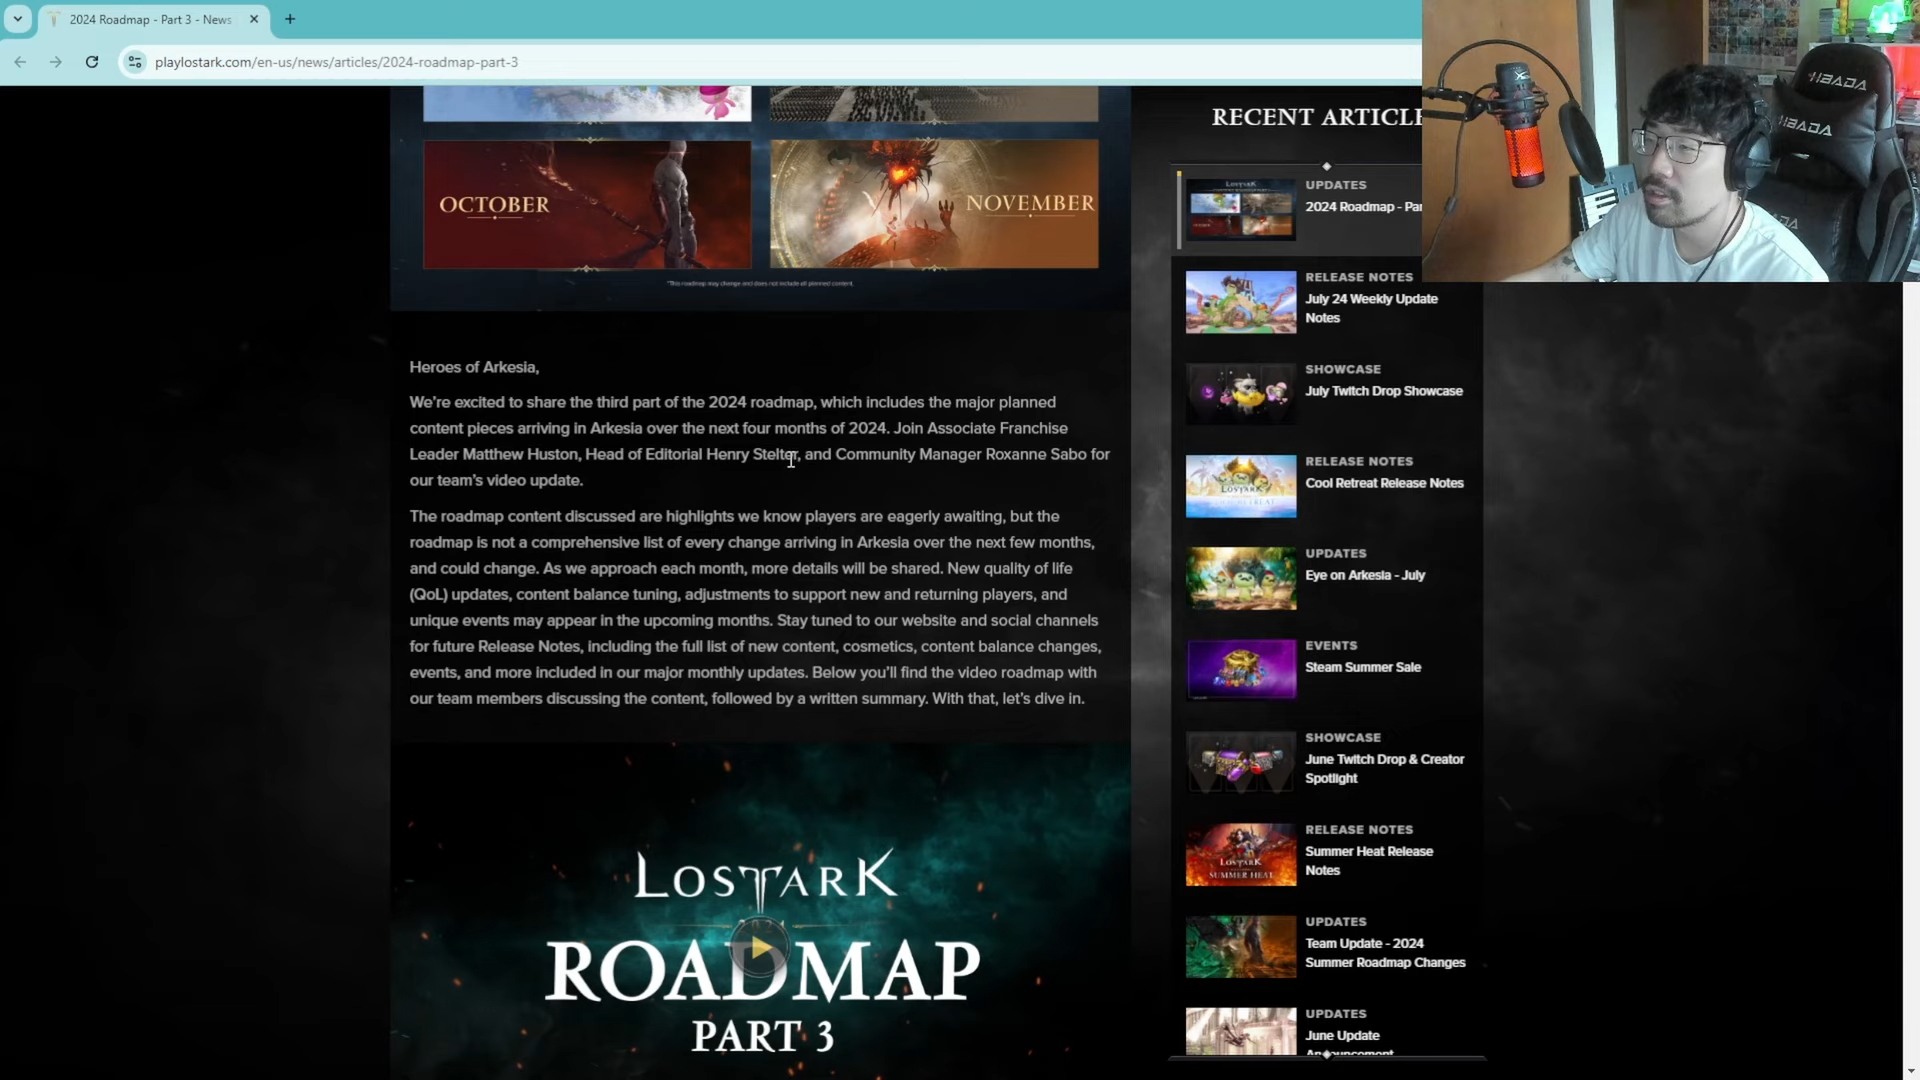 2024 Roadmap - Part 3 - News
playlostark.com/en-us/news/articles/2024-roadmap-part-3
OCTOBER
NOVEMBER
*This roadmap may change and does not include all planned content.
Heroes of Arkesia,
We're excited to share the third part of the 2024 roadmap, which includes the major planned
content pieces arriving in Arkesia over the next four months of 2024. Join Associate Franchise
Leader Matthew Huston, Head of Editorial Henry Stelter, and Community Manager Roxanne Sabo for
our team's video update.
The roadmap content discussed are highlights we know players are eagerly awaiting, but the
roadmap is not a comprehensive list of every change arriving in Arkesia over the next few months,
and could change. As we approach each month, more details will be shared. New quality of life
(QoL) updates, content balance tuning, adjustments to support new and returning players, and
unique events may appear in the upcoming months. Stay tuned to our website and social channels
for future Release Notes, including the full list of new content, cosmetics, content balance changes,
events, and more included in our major monthly updates. Below you'll find the video roadmap with
our team members discussing the content, followed by a written summary. With that, let's dive in.
LOST ARK
ROADMAP
PART 3
RECENT ARTICLE
UPDATES
2024 Roadmap - Par
RELEASE NOTES
July 24 Weekly Update
Notes
SHOWCASE
July Twitch Drop Showcase
RELEASE NOTES
Cool Retreat Release Notes
UPDATES
Eye on Arkesia - July
EVENTS
Steam Summer Sale
SHOWCASE
June Twitch Drop & Creator
Spotlight
RELEASE NOTES
Summer Heat Release
Notes
LOST ARK
SUMMER HEAT
UPDATES
Team Update - 2024
Summer Roadmap Changes
UPDATES
June Update
Announcement
HBADA
HBADA